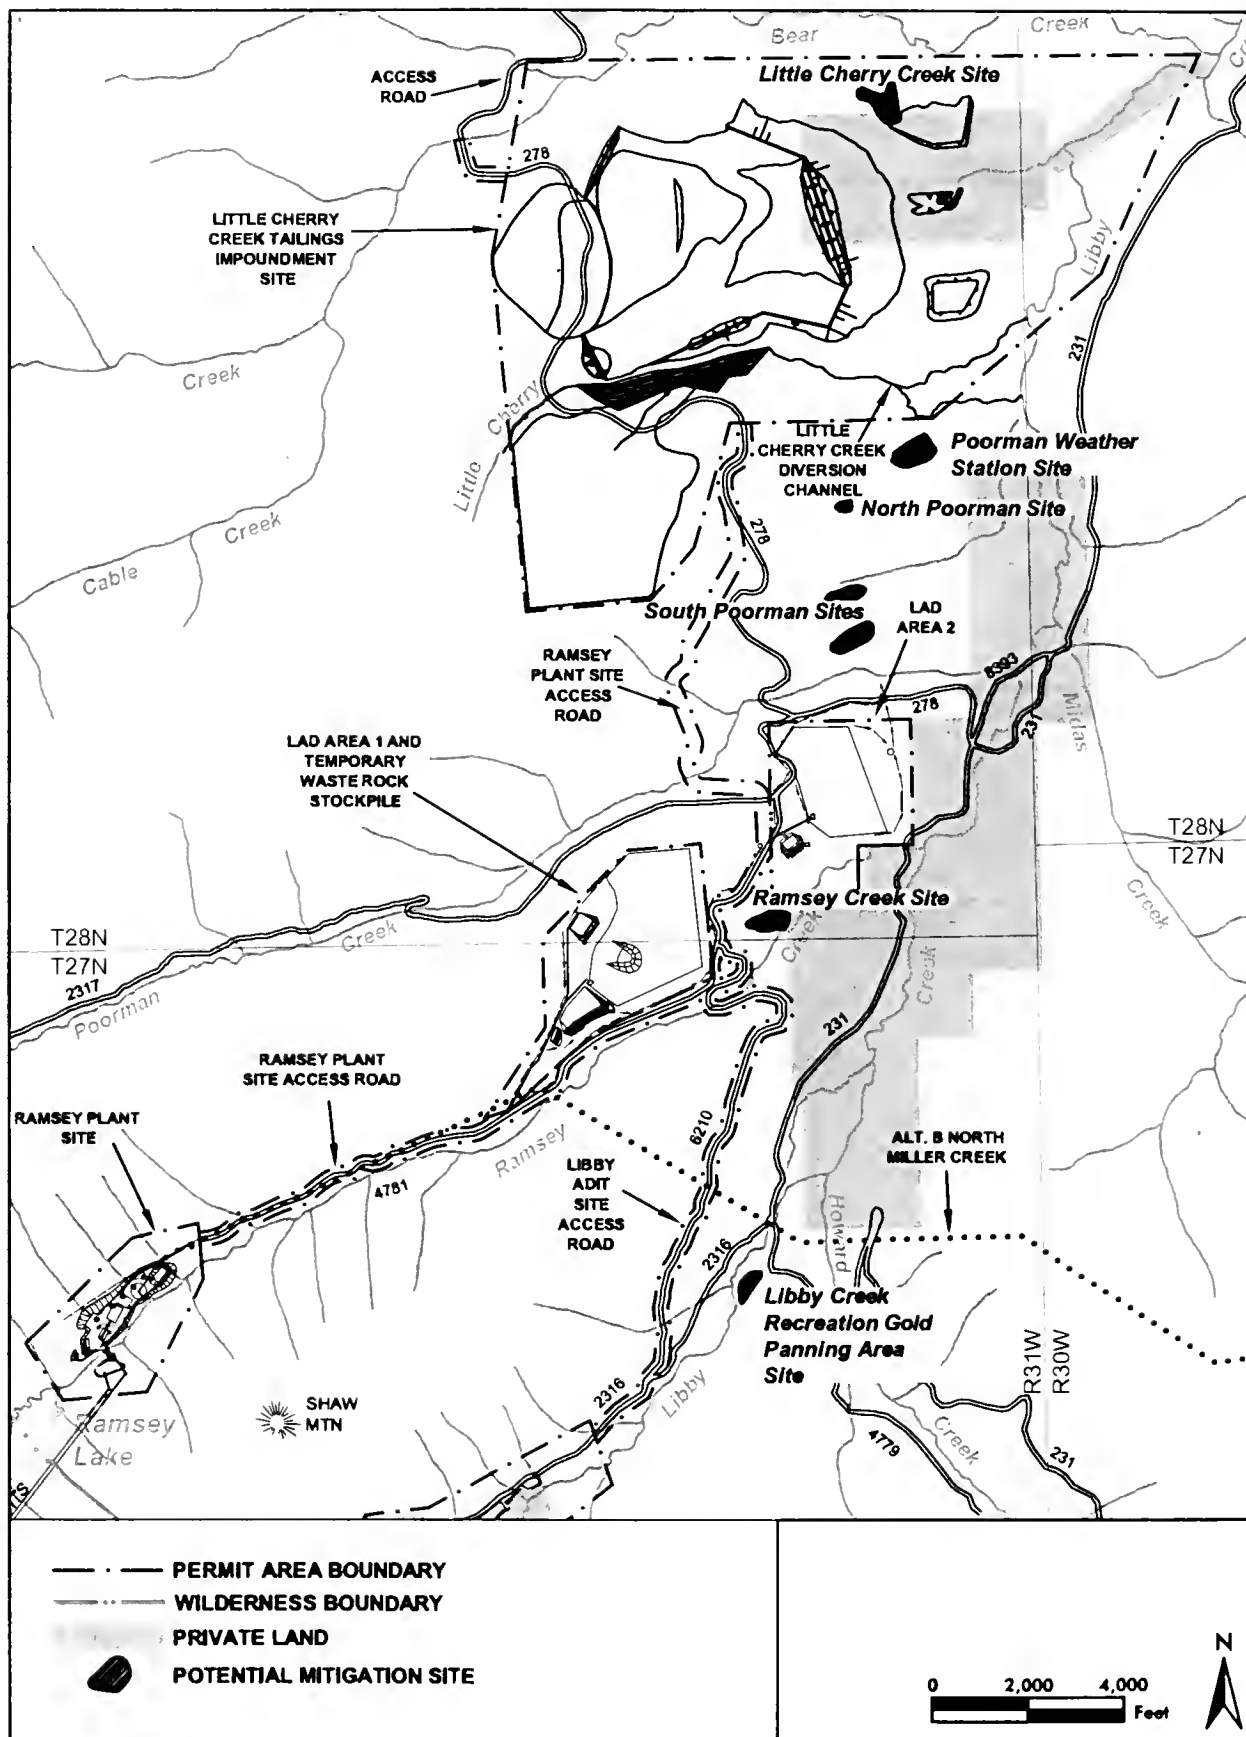 Bear
Creek
ACCESS
ROAD
Little Cherry Creek Site
278
LITTLE CHERRY
CREEK TAILINGS
IMPOUNDMENT
SITE
Libby
231
Creek
Little Cherry
LITTLE
CHERRY CREEK
DIVERSION
CHANNEL
Poorman Weather
Station Site
North Poorman Site
278
Cable
Creek
South Poorman Sites
LAD
AREA 2
RAMSEY
PLANT SITE
ACCESS
ROAD
8393
278
231
Midas
Creek
LAD AREA 1 AND
TEMPORARY
WASTE ROCK
STOCKPILE
T28N
T27N
Ramsey Creek Site
Creek
Creek
T28N
T27N
2317
Poorman
Creek
231
RAMSEY PLANT
SITE ACCESS ROAD
RAMSEY PLANT
SITE
4781
Ramsey
6210
LIBBY
ADIT
SITE
ACCESS
ROAD
ALT. B NORTH
MILLER CREEK
Howard
2316
Libby Creek
Recreation Gold
Panning Area
Site
R31W
R30W
Libby
2316
SHAW
MTN
Ramsey
Lake
4779
Creek
231
PERMIT AREA BOUNDARY
WILDERNESS BOUNDARY
PRIVATE LAND
POTENTIAL MITIGATION SITE
N
0 2,000 4,000
Feet